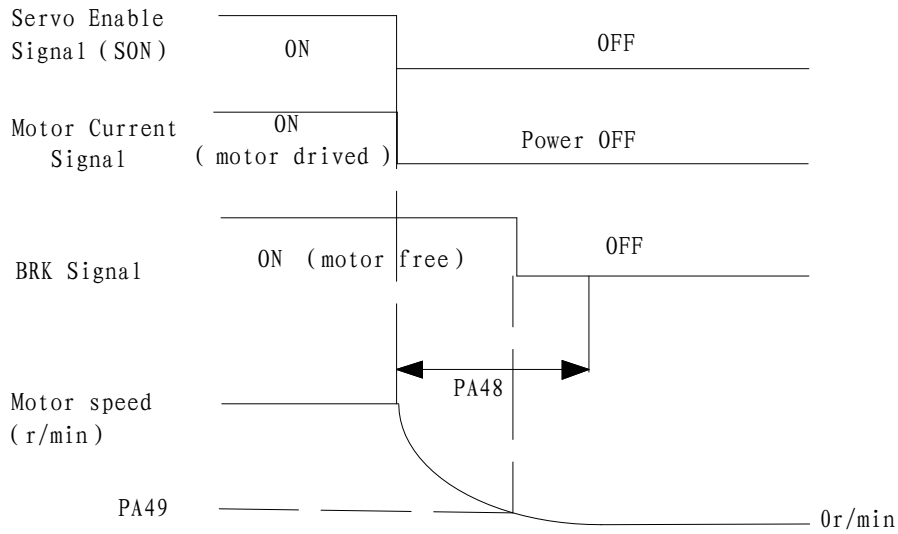 Servo Enable
Signal (SON)
ON
OFF
Motor Current
Signal
ON
( motor drived )
Power OFF
BRK Signal
ON (motor free)
OFF
PA48
Motor speed
(r/min)
PA49
0r/min